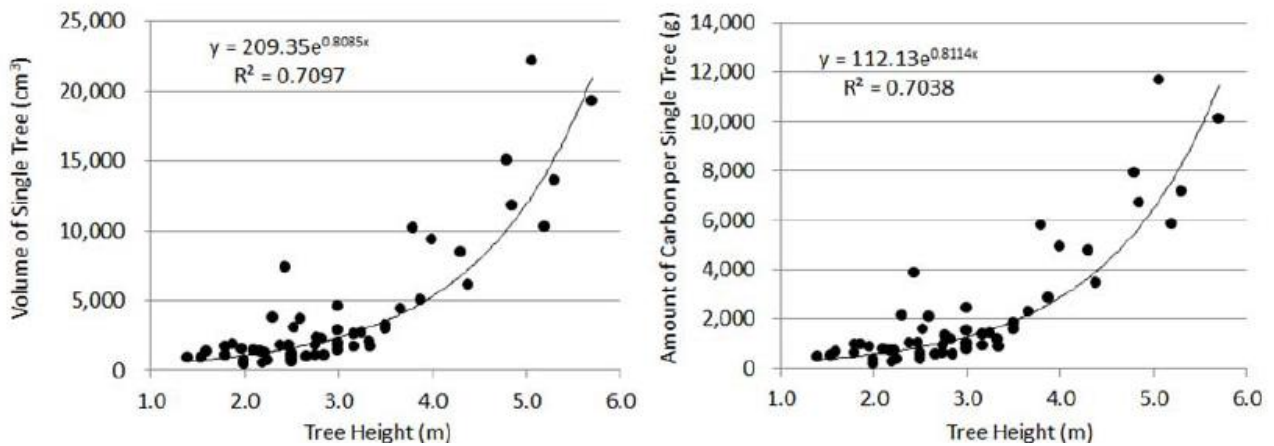 Volume of Single Tree (cm³)
25,000
20,000
15,000
10,000
5,000
0
y = 209.35e^0.8085x
R² = 0.7097
1.0 2.0 3.0 4.0 5.0 6.0
Tree Height (m)
Amount of Carbon per Single Tree (g)
14,000
12,000
10,000
8,000
6,000
4,000
2,000
0
y = 112.13e^0.8114x
R² = 0.7038
1.0 2.0 3.0 4.0 5.0 6.0
Tree Height (m)